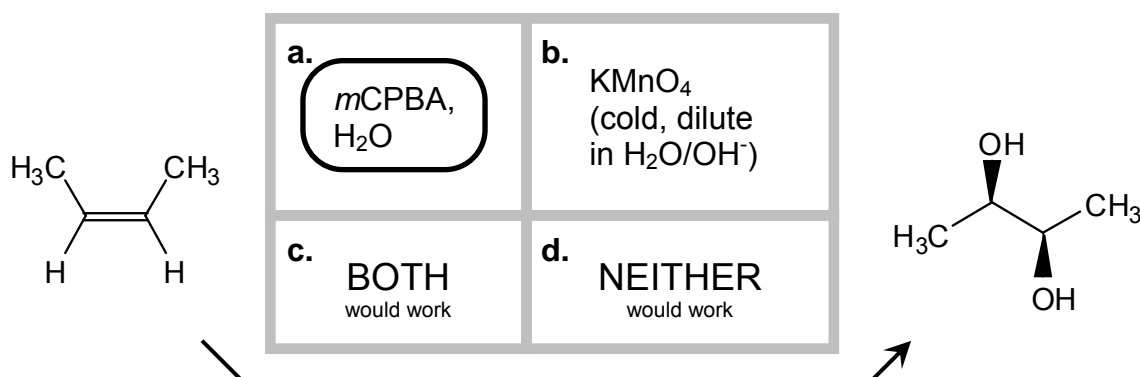 a.
mCPBA,
H₂O
b.
KMnO₄
(cold, dilute
in H₂O/OH⁻)
c.
BOTH
would work
d.
NEITHER
would work
H₃C
CH₃
H
H
OH
H₃C
CH₃
OH